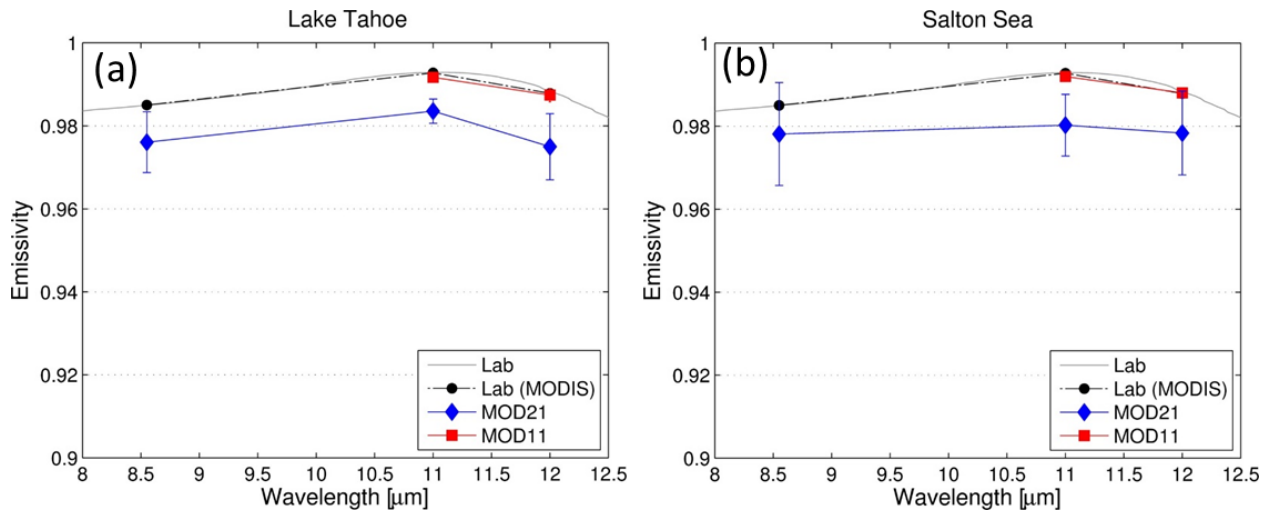 Lake Tahoe
(a)
1
0.98
0.96
0.94
0.92
0.9
Emissivity
8 8.5 9 9.5 10 10.5 11 11.5 12 12.5
Wavelength [μm]
Lab
Lab (MODIS)
MOD21
MOD11
Salton Sea
(b)
1
0.98
0.96
0.94
0.92
0.9
Emissivity
8 8.5 9 9.5 10 10.5 11 11.5 12 12.5
Wavelength [μm]
Lab
Lab (MODIS)
MOD21
MOD11